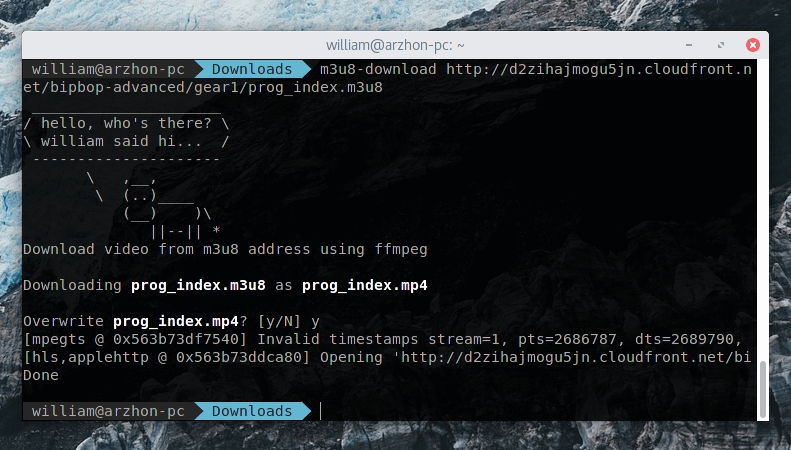 william@arzhon-pc: ~
william@arzhon-pc Downloads m3u8-download http://d2zihajmogu5jn.cloudfront.n
et/bipbop-advanced/gear1/prog_index.m3u8
 _____________________
/ hello, who's there? \
\ william said hi...  /
 ---------------------
       \   ,__,
        \  (..)____
           (__)    )\
              ||--|| *
Download video from m3u8 address using ffmpeg
Downloading prog_index.m3u8 as prog_index.mp4
Overwrite prog_index.mp4? [y/N] y
[mpegts @ 0x563b73df7540] Invalid timestamps stream=1, pts=2686787, dts=2689790,
[hls,applehttp @ 0x563b73ddca80] Opening 'http://d2zihajmogu5jn.cloudfront.net/bi
Done
william@arzhon-pc Downloads